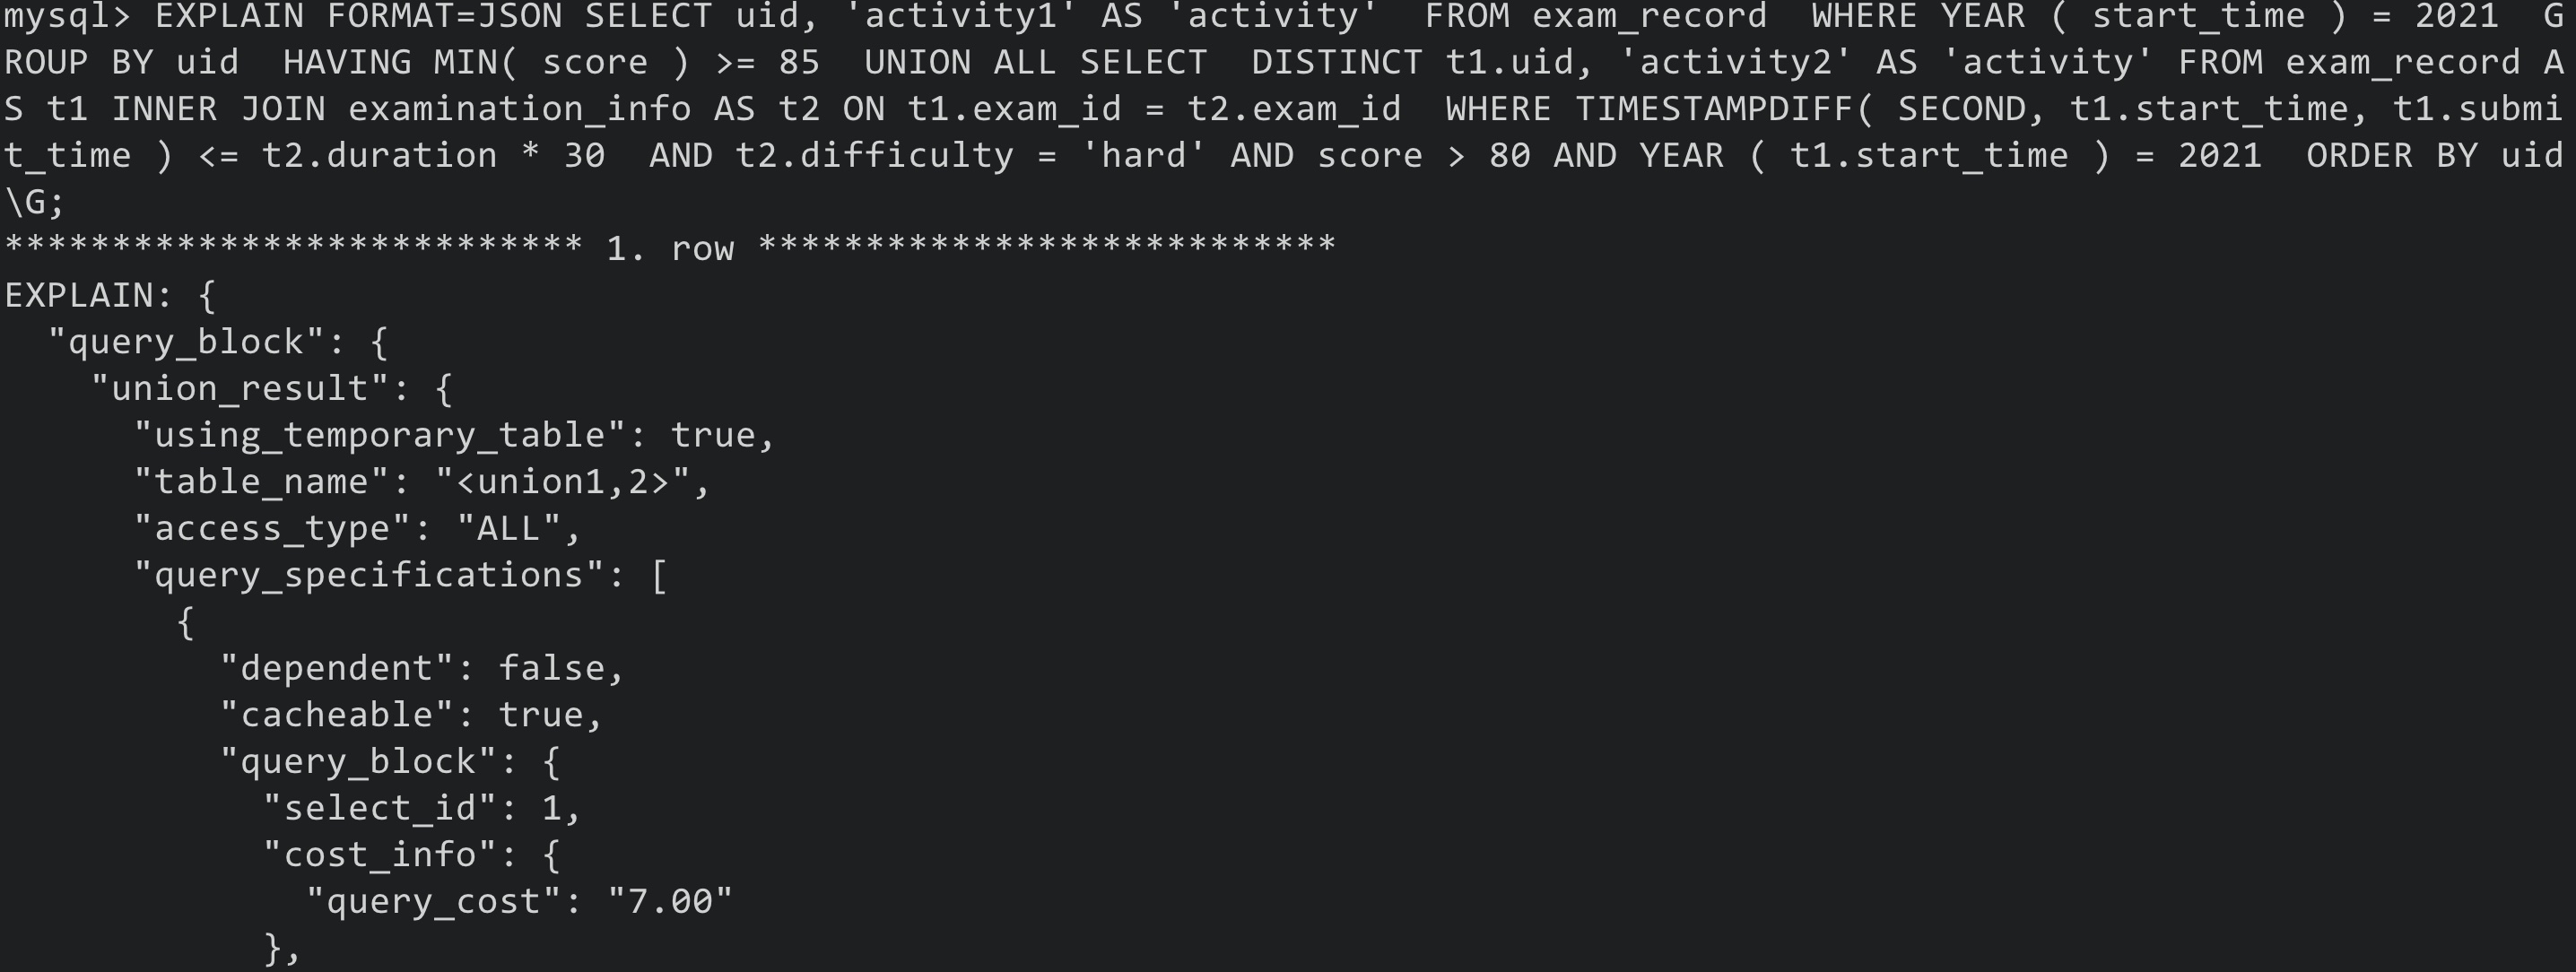 mysql> EXPLAIN FORMAT=JSON SELECT uid, 'activity1' AS 'activity'  FROM exam_record  WHERE YEAR ( start_time ) = 2021  G
ROUP BY uid  HAVING MIN( score ) >= 85  UNION ALL SELECT  DISTINCT t1.uid, 'activity2' AS 'activity' FROM exam_record A
S t1 INNER JOIN examination_info AS t2 ON t1.exam_id = t2.exam_id  WHERE TIMESTAMPDIFF( SECOND, t1.start_time, t1.submi
t_time ) <= t2.duration * 30  AND t2.difficulty = 'hard' AND score > 80 AND YEAR ( t1.start_time ) = 2021  ORDER BY uid
\G;
*************************** 1. row ***************************
EXPLAIN: {
  "query_block": {
    "union_result": {
      "using_temporary_table": true,
      "table_name": "<union1,2>",
      "access_type": "ALL",
      "query_specifications": [
        {
          "dependent": false,
          "cacheable": true,
          "query_block": {
            "select_id": 1,
            "cost_info": {
              "query_cost": "7.00"
            },